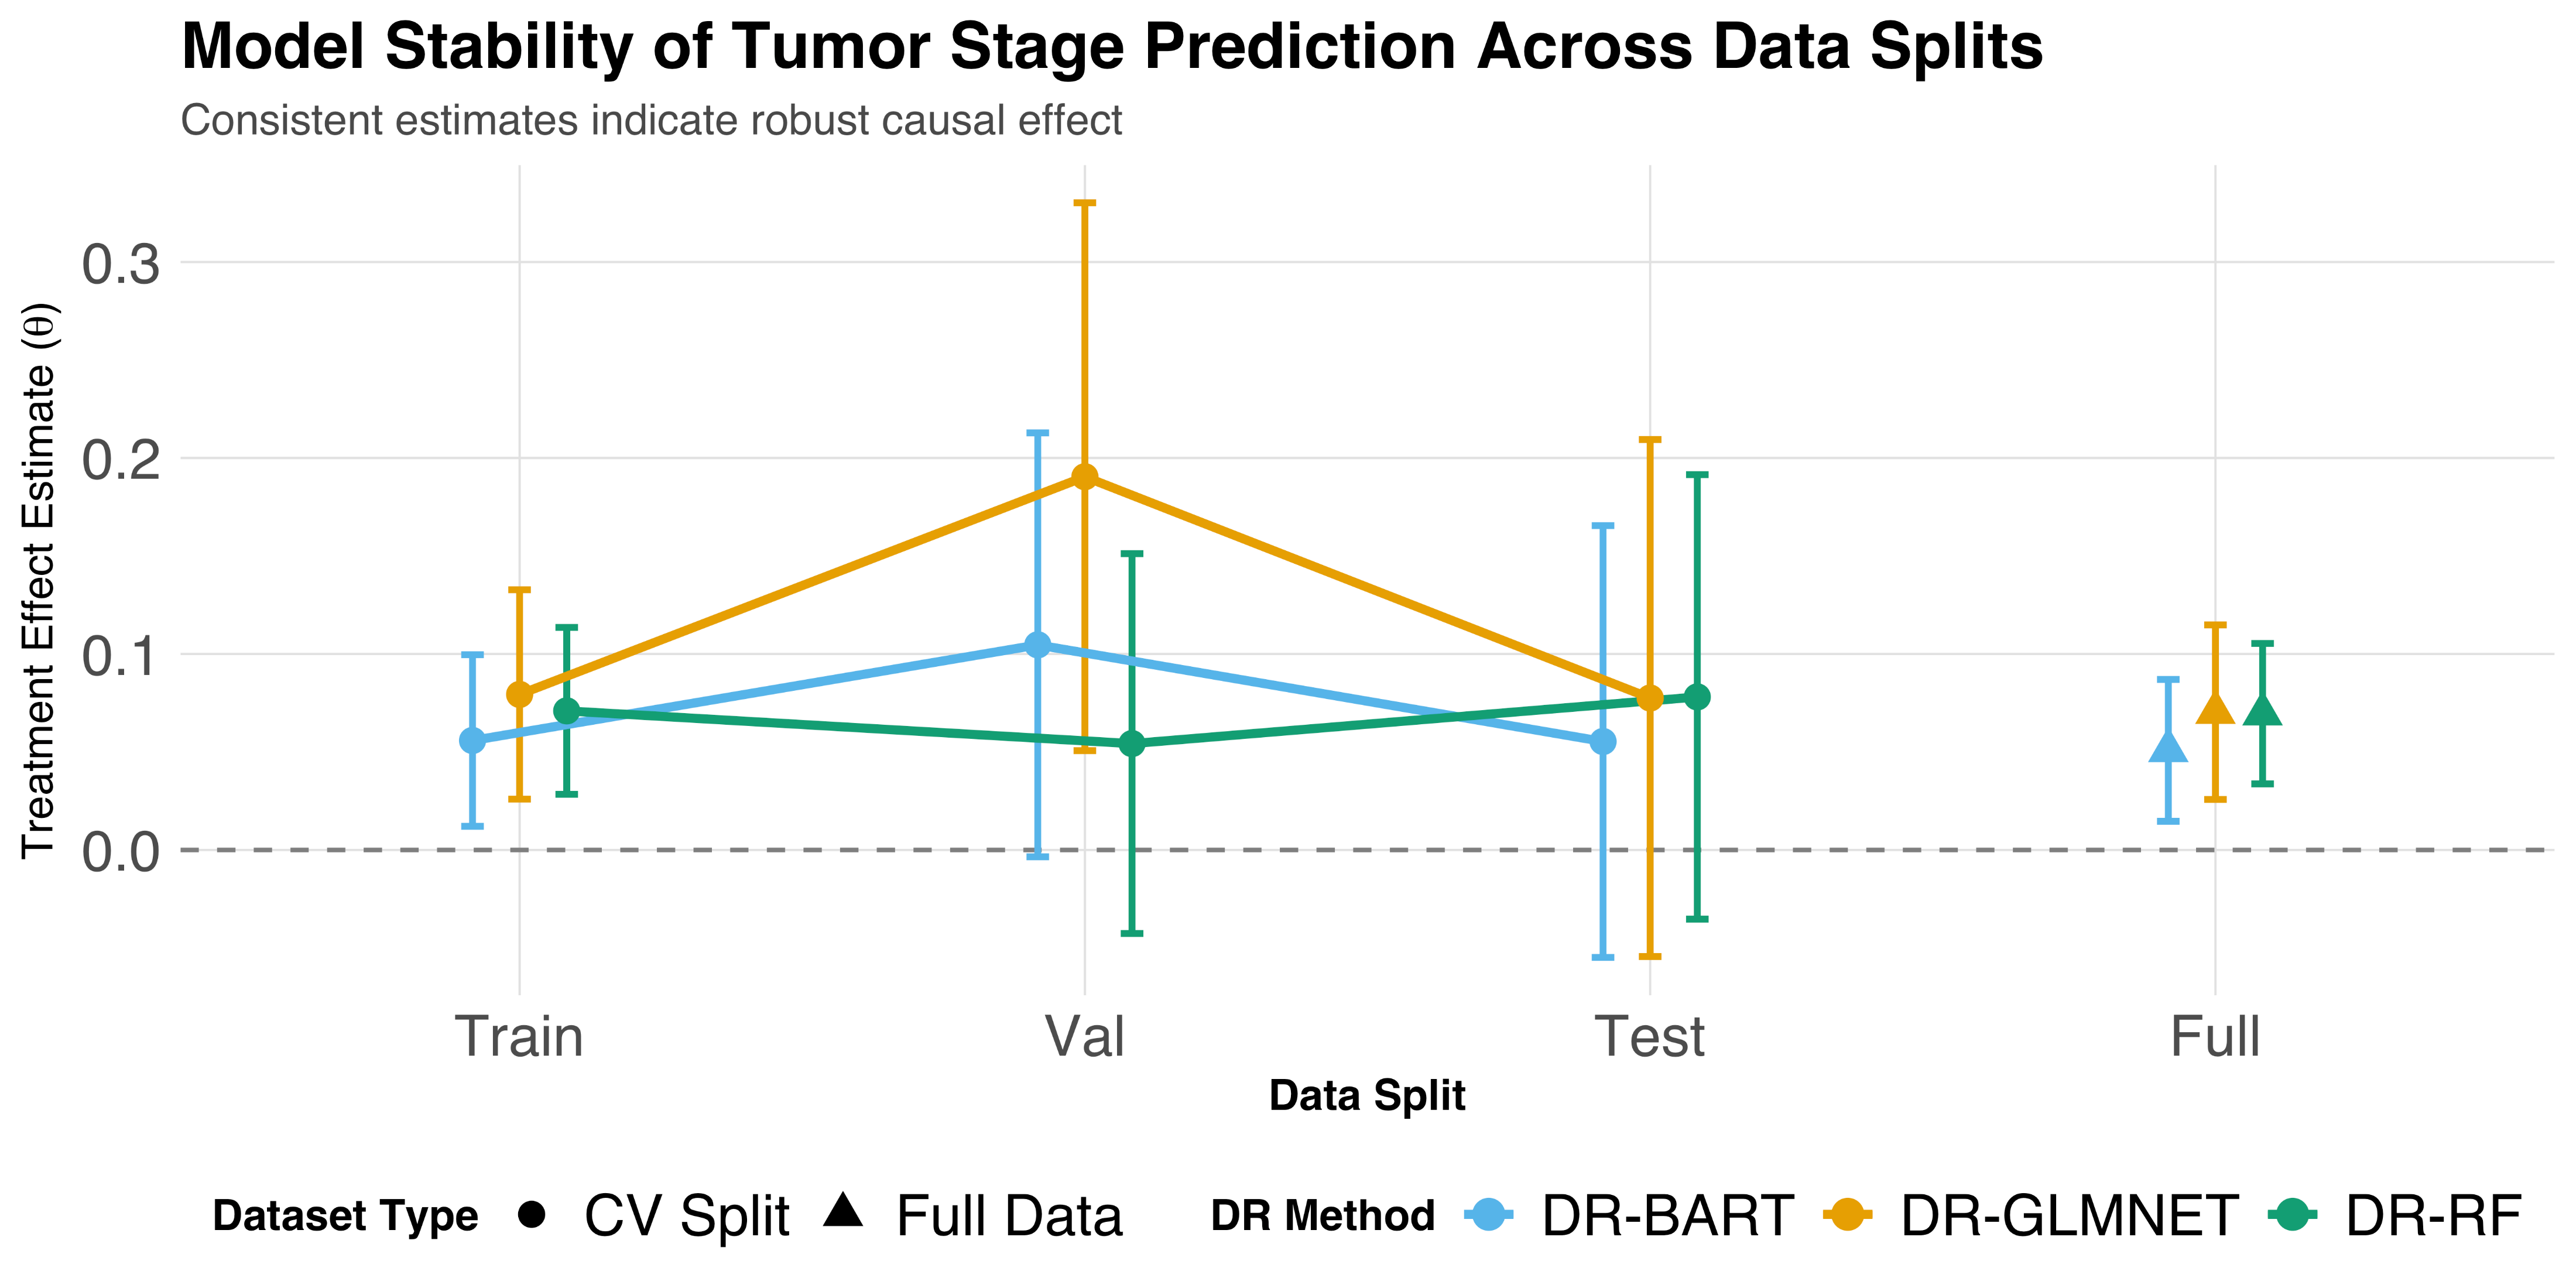 Model Stability of Tumor Stage Prediction Across Data Splits
Consistent estimates indicate robust causal effect
Treatment Effect Estimate (θ)
0.3
0.2
0.1
0.0
Train Val Test Full
Data Split
Dataset Type CV Split Full Data DR Method DR-BART DR-GLMNET DR-RF